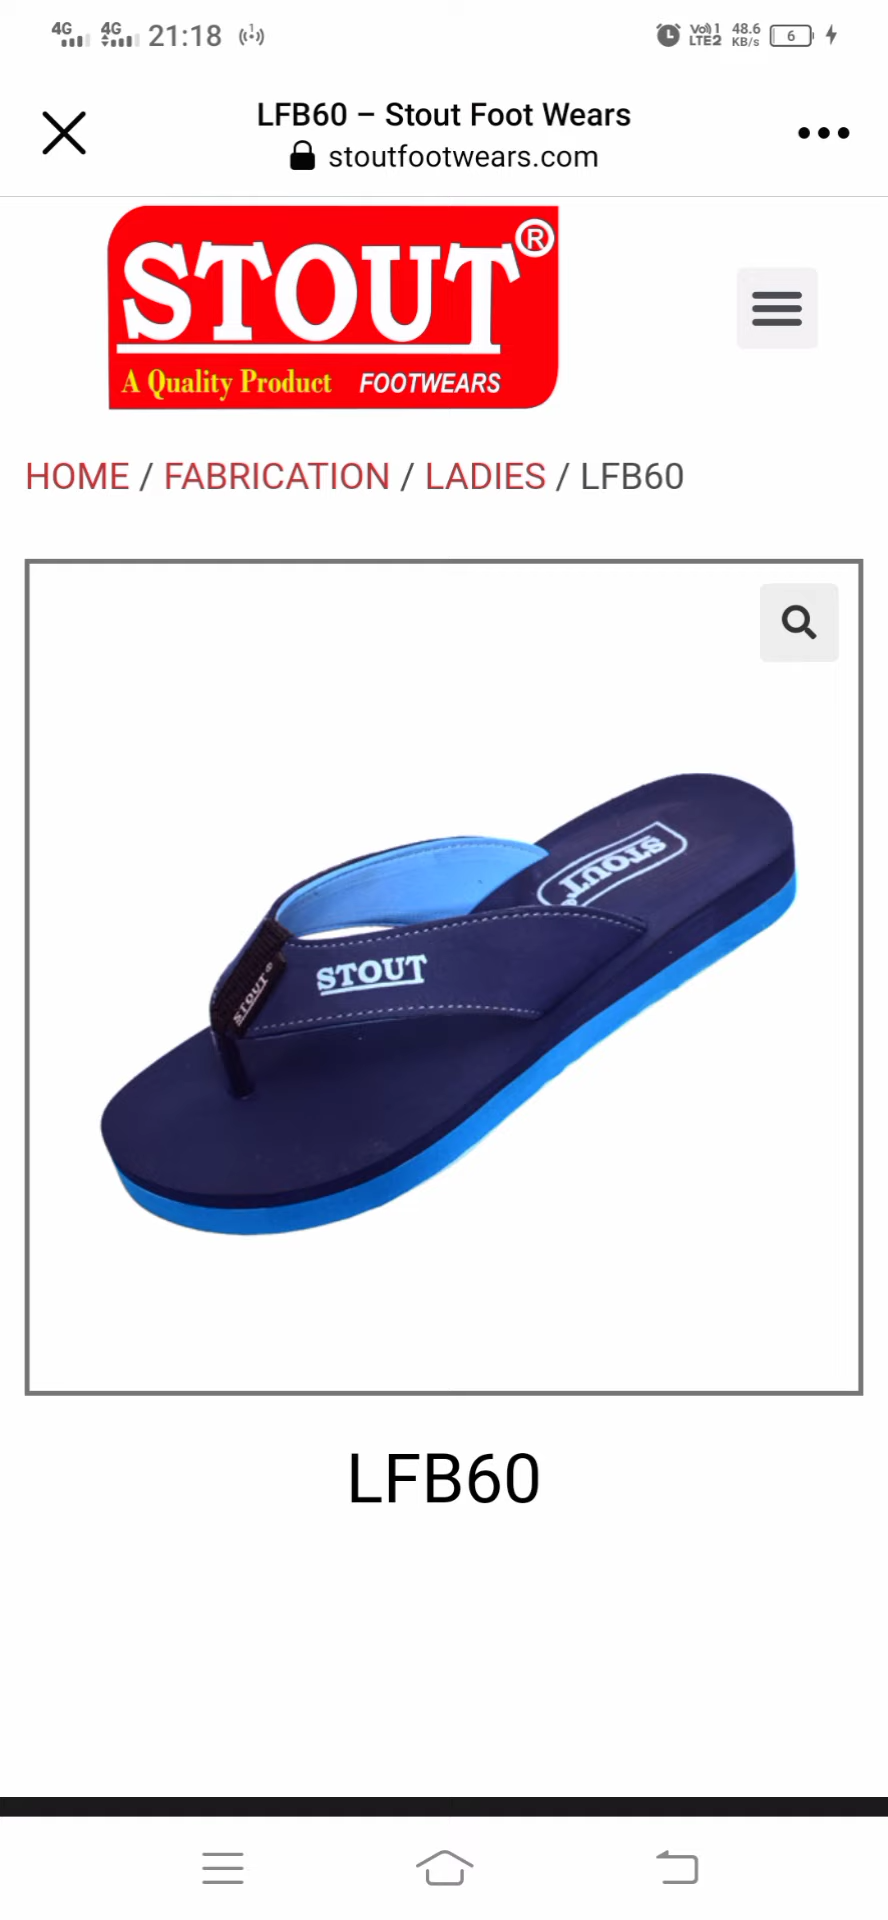 4G 4G 21:18 Vo) 1 LTE2 48.6 KB/s 6
LFB60 – Stout Foot Wears
stoutfootwears.com
STOUT®
A Quality Product FOOTWEARS
HOME / FABRICATION / LADIES / LFB60
STOUT
STOUT
STOUT®
LFB60